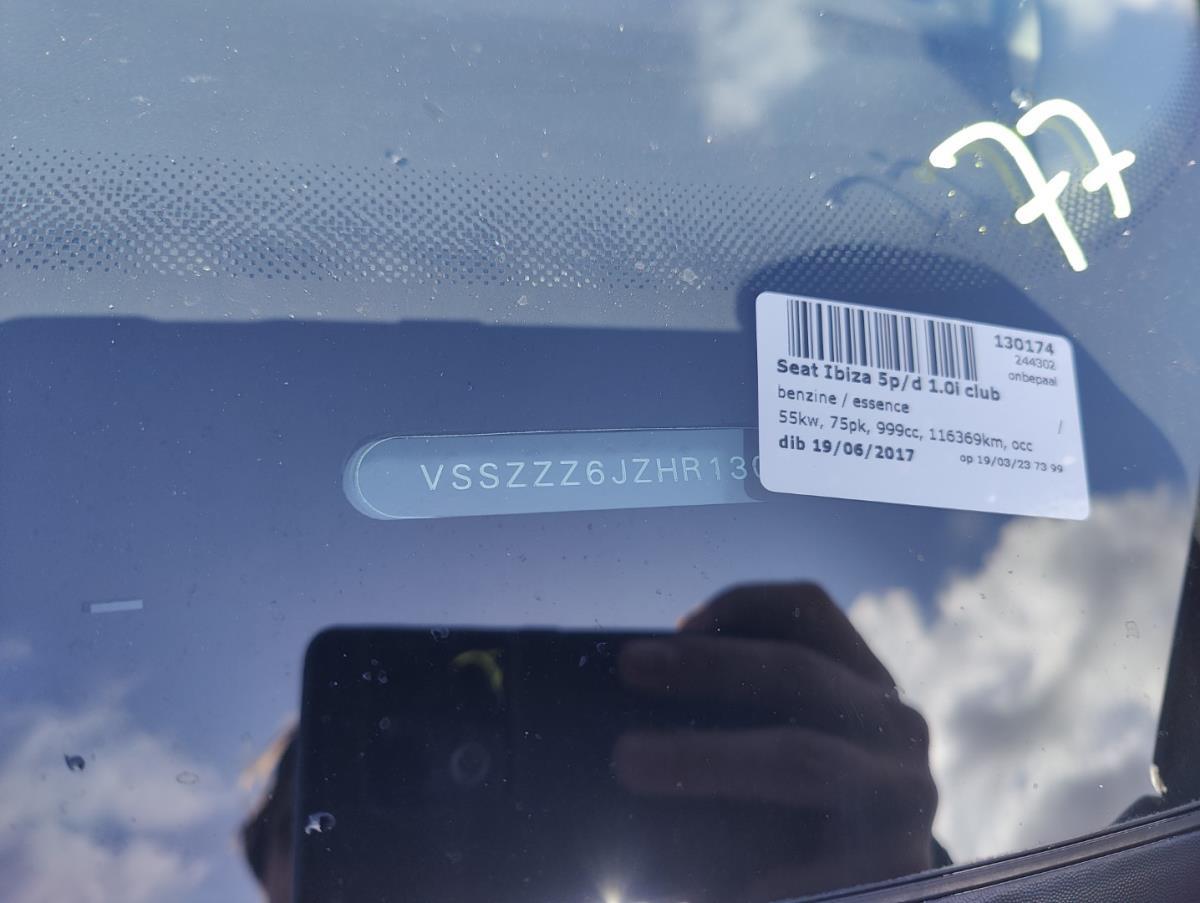 77
130174
244302
onbepaal
Seat Ibiza 5p/d 1.0i club
benzine / essence
/
55kw, 75pk, 999cc, 116369km, occ
dib 19/06/2017
op 19/03/23 73 99
VSSZZZ6JZHR13